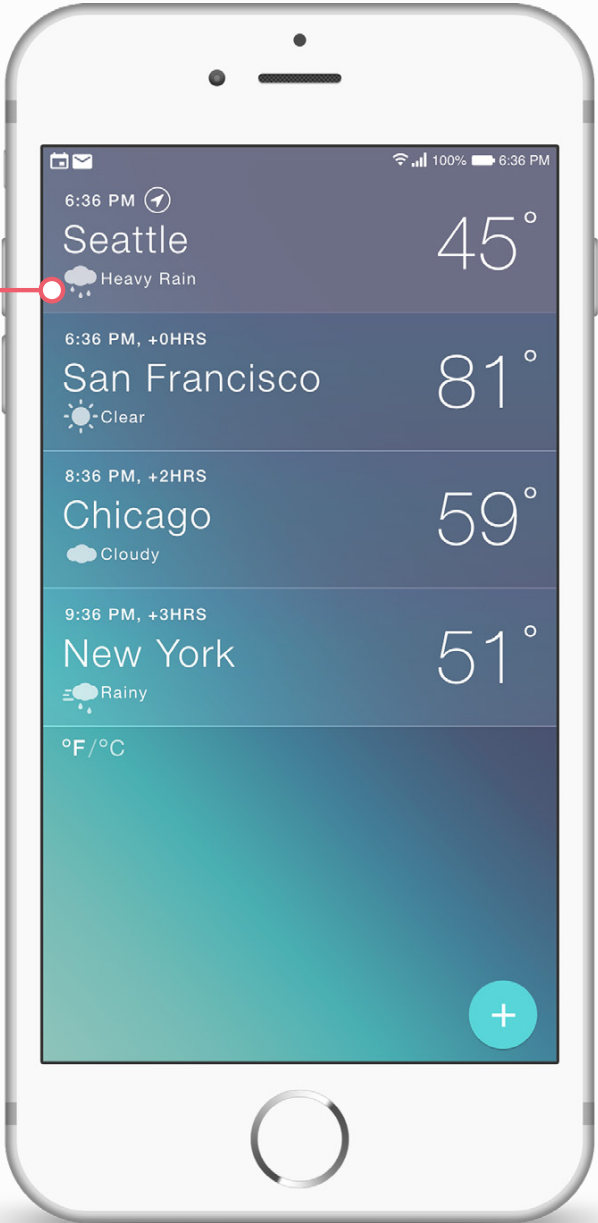 100% 6:36 PM
6:36 PM
Seattle
45°
Heavy Rain
6:36 PM, +0HRS
San Francisco
81°
Clear
8:36 PM, +2HRS
Chicago
59°
Cloudy
9:36 PM, +3HRS
New York
51°
Rainy
°F/°C
+